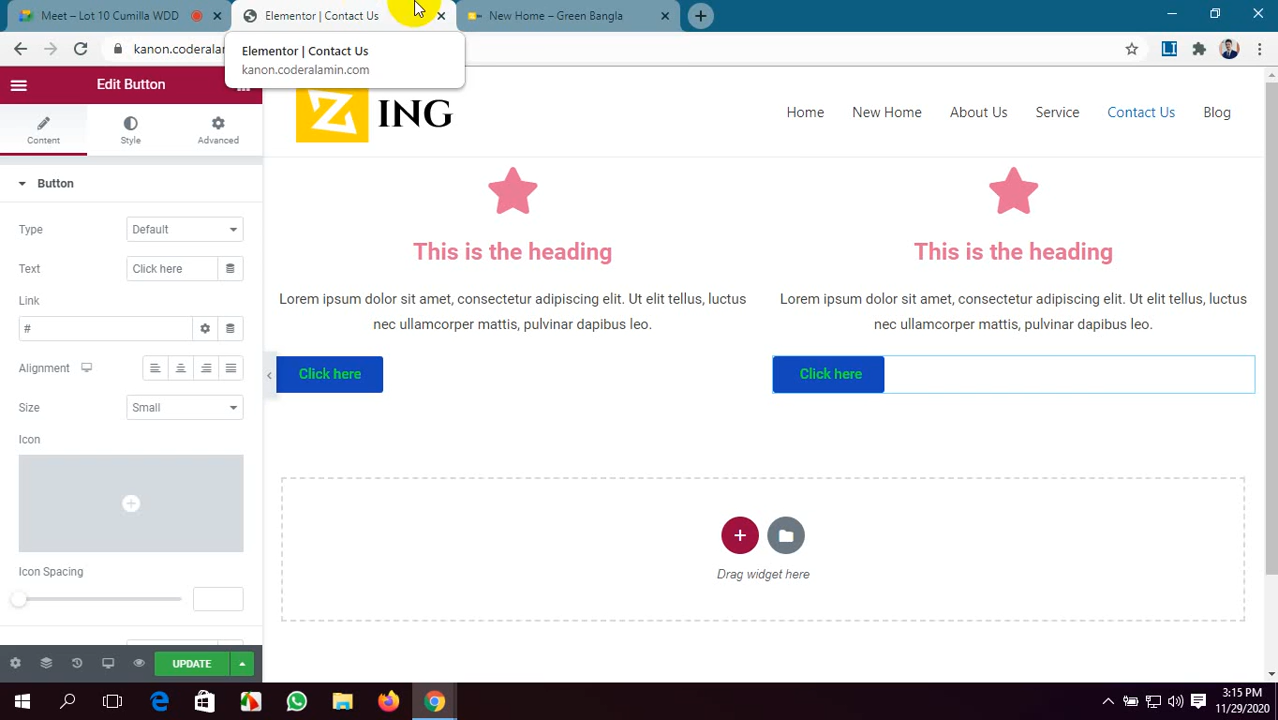 Meet – Lot 10 Cumilla WDD
Elementor | Contact Us
New Home – Green Bangla
kanon.coderalam
Elementor | Contact Us
kanon.coderalamin.com
Edit Button
Content
Style
Advanced
Button
Type
Default
Text
Click here
Link
#
Alignment
Size
Small
Icon
Icon Spacing
UPDATE
Z ING
Home
New Home
About Us
Service
Contact Us
Blog
This is the heading
Lorem ipsum dolor sit amet, consectetur adipiscing elit. Ut elit tellus, luctus
nec ullamcorper mattis, pulvinar dapibus leo.
Click here
This is the heading
Lorem ipsum dolor sit amet, consectetur adipiscing elit. Ut elit tellus, luctus
nec ullamcorper mattis, pulvinar dapibus leo.
Click here
Drag widget here
3:15 PM
11/29/2020